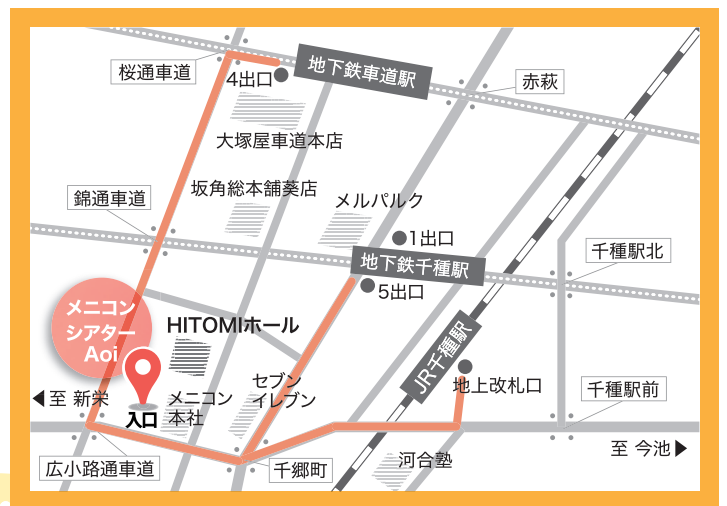 桜通車道
4出口
地下鉄車道駅
赤萩
大塚屋車道本店
坂角総本舗葵店
メルパルク
錦通車道
1出口
地下鉄千種駅
千種駅北
5出口
メニコン
シアター
Aoi
HITOMIホール
JR千種駅
セブン
イレブン
地上改札口
千種駅前
至 新栄
メニコン
本社
入口
広小路通車道
千郷町
河合塾
至 今池